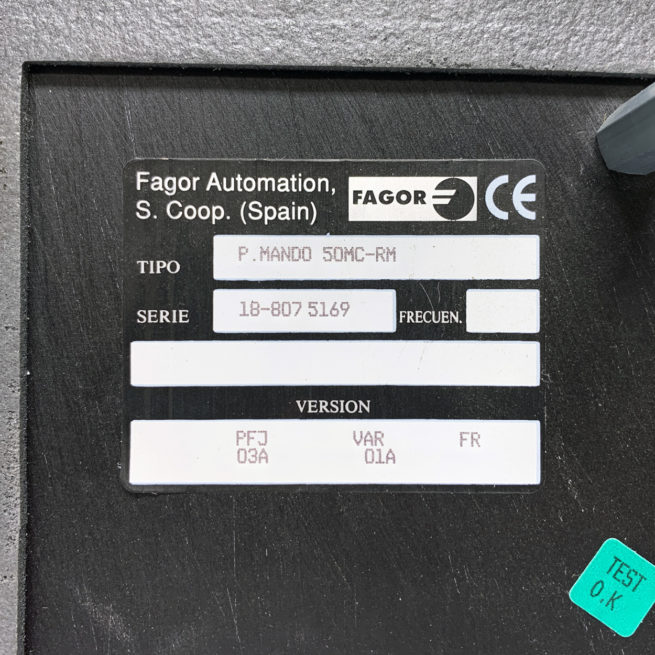 Fagor Automation,
S. Coop. (Spain)
FAGOR
CE
TIPO P.MANDO 50MC-RM
SERIE 18-807 5169 FRECUEN.
VERSION
PFJ VAR FR
03A 01A
TEST
O.K